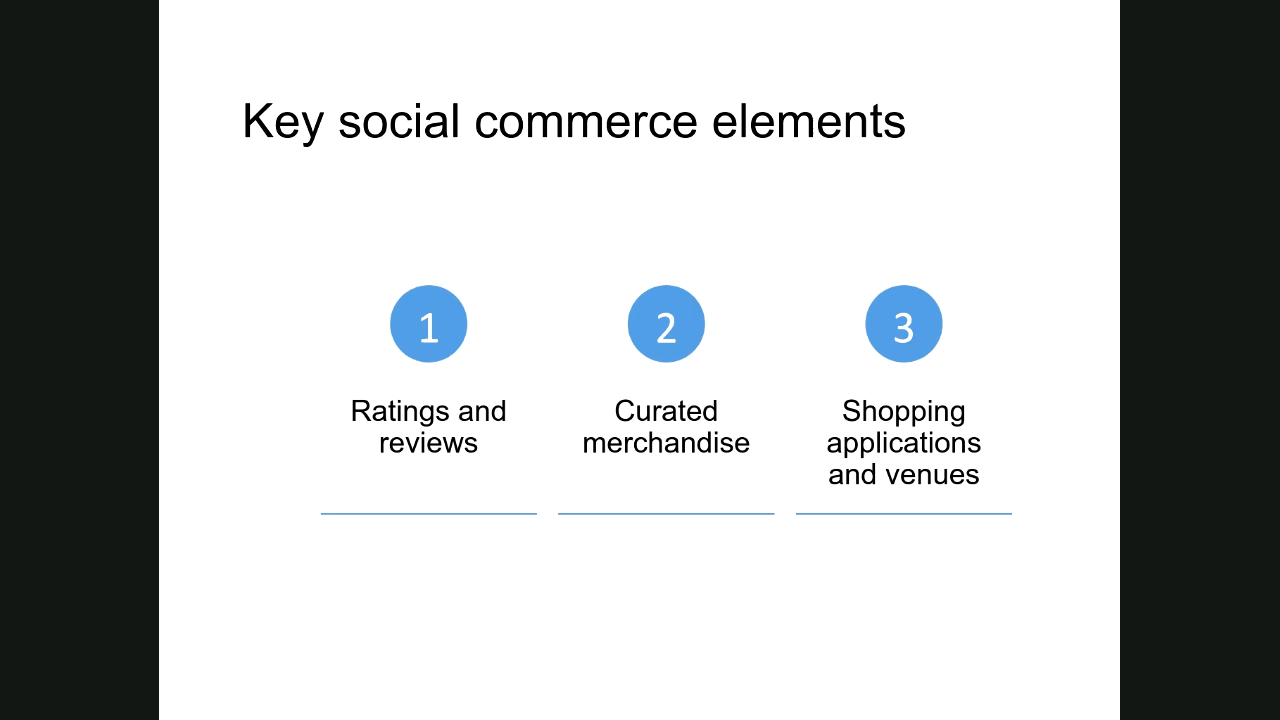 Key social commerce elements
1
Ratings and
reviews
2
Curated
merchandise
3
Shopping
applications
and venues